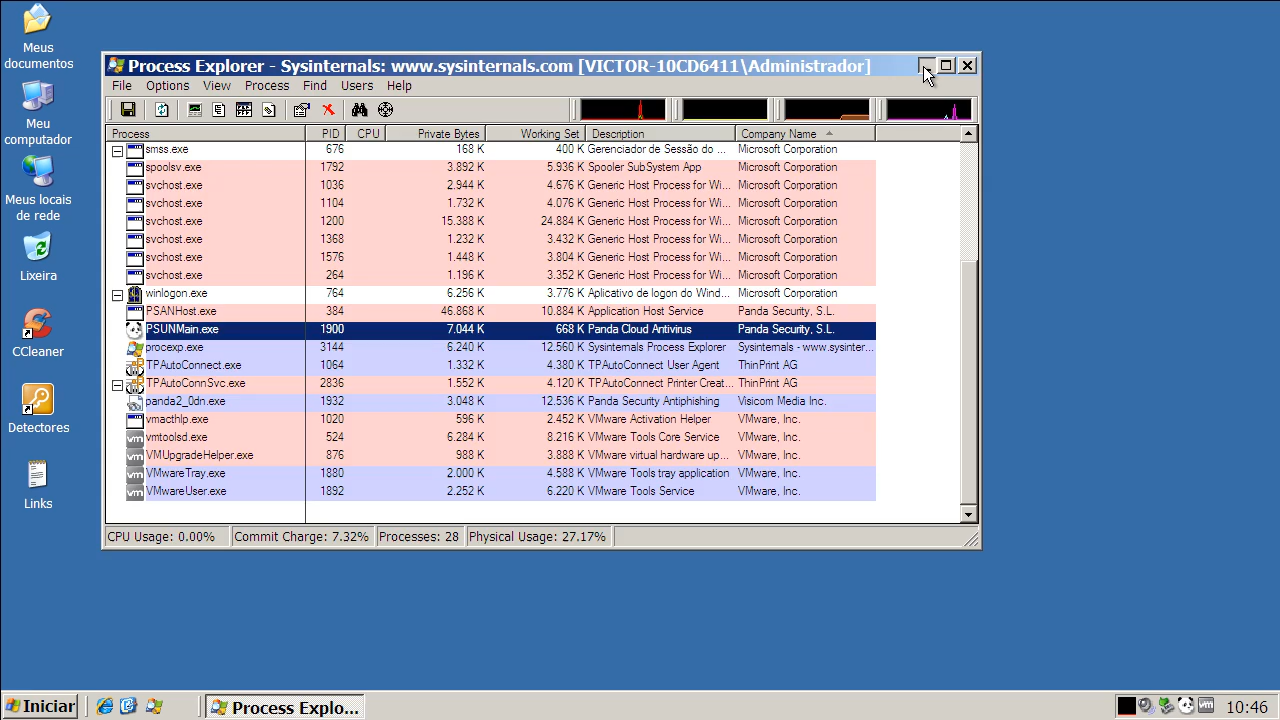 Meus
documentos
Meu
computador
Meus locais
de rede
Lixeira
CCleaner
Detectores
Links
Process Explorer - Sysinternals: www.sysinternals.com [VICTOR-10CD6411\Administrador]
File Options View Process Find Users Help
Process PID CPU Private Bytes Working Set Description Company Name
smss.exe 676 168 K 400 K Gerenciador de Sessão do ... Microsoft Corporation
spoolsv.exe 1792 3.892 K 5.936 K Spooler SubSystem App Microsoft Corporation
svchost.exe 1036 2.944 K 4.676 K Generic Host Process for Wi... Microsoft Corporation
svchost.exe 1104 1.732 K 4.076 K Generic Host Process for Wi... Microsoft Corporation
svchost.exe 1200 15.388 K 24.884 K Generic Host Process for Wi... Microsoft Corporation
svchost.exe 1368 1.232 K 3.432 K Generic Host Process for Wi... Microsoft Corporation
svchost.exe 1576 1.448 K 3.804 K Generic Host Process for Wi... Microsoft Corporation
svchost.exe 264 1.196 K 3.352 K Generic Host Process for Wi... Microsoft Corporation
winlogon.exe 764 6.256 K 3.776 K Aplicativo de logon do Wind... Microsoft Corporation
PSANHost.exe 384 46.868 K 10.884 K Application Host Service Panda Security, S.L.
PSUNMain.exe 1900 7.044 K 668 K Panda Cloud Antivirus Panda Security, S.L.
procexp.exe 3144 6.240 K 12.560 K Sysinternals Process Explorer Sysinternals - www.sysinter...
TPAutoConnect.exe 1064 1.332 K 4.380 K TPAutoConnect User Agent ThinPrint AG
TPAutoConnSvc.exe 2836 1.552 K 4.120 K TPAutoConnect Printer Creat... ThinPrint AG
panda2_0dn.exe 1932 3.048 K 12.536 K Panda Security Antiphishing Visicom Media Inc.
vmacthlp.exe 1020 596 K 2.452 K VMware Activation Helper VMware, Inc.
vmtoolsd.exe 524 6.284 K 8.216 K VMware Tools Core Service VMware, Inc.
VMUpgradeHelper.exe 876 988 K 3.888 K VMware virtual hardware up... VMware, Inc.
VMwareTray.exe 1880 2.000 K 4.588 K VMware Tools tray application VMware, Inc.
VMwareUser.exe 1892 2.252 K 6.220 K VMware Tools Service VMware, Inc.
CPU Usage: 0.00% Commit Charge: 7.32% Processes: 28 Physical Usage: 27.17%
Iniciar Process Explo... 10:46